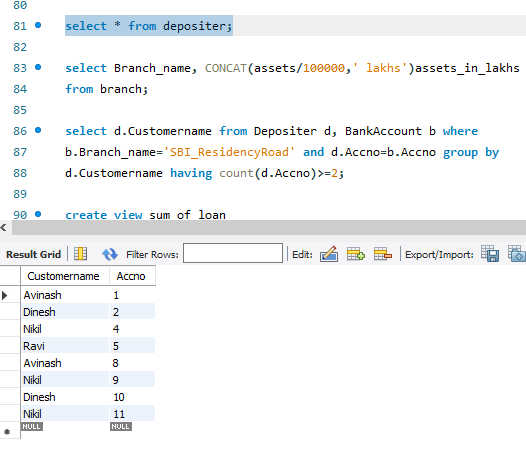 80
81 select * from depositer;
82
83 select Branch_name, CONCAT(assets/100000,' lakhs')assets_in_lakhs
84 from branch;
85
86 select d.Customername from Depositer d, BankAccount b where
87 b.Branch_name='SBI_ResidencyRoad' and d.Accno=b.Accno group by
88 d.Customername having count(d.Accno)>=2;
89
90 create view sum of loan
Result Grid Filter Rows: Edit: Export/Import:
Customername Accno
Avinash 1
Dinesh 2
Nikil 4
Ravi 5
Avinash 8
Nikil 9
Dinesh 10
Nikil 11
NULL NULL